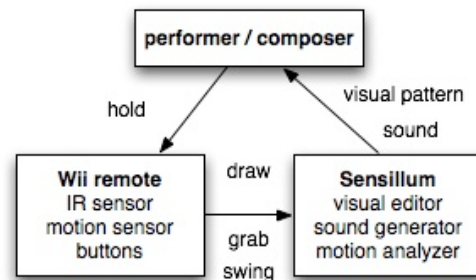 performer / composer
hold
visual pattern
sound
Wii remote
IR sensor
motion sensor
buttons
draw
grab
swing
Sensillum
visual editor
sound generator
motion analyzer